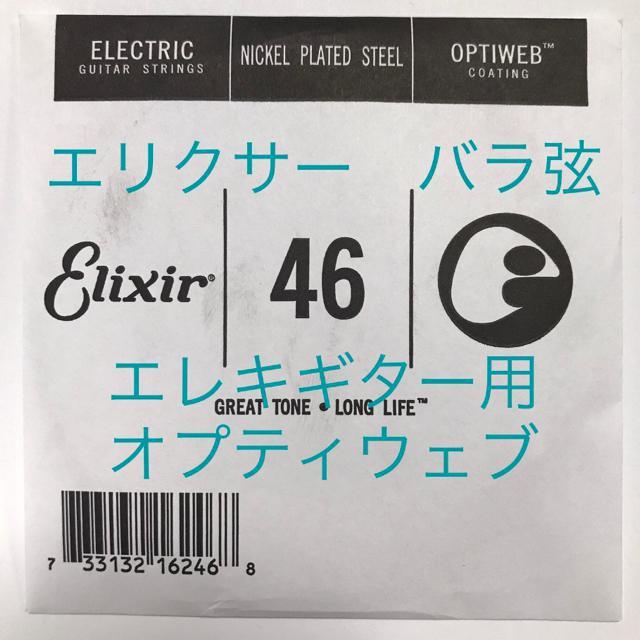 ELECTRIC
GUITAR STRINGS
NICKEL PLATED STEEL
OPTIWEB™
COATING
エリクサー　バラ弦
Elixir®
46
エレキギター用
GREAT TONE • LONG LIFE™
オプティウェブ
7 33132 16246 8